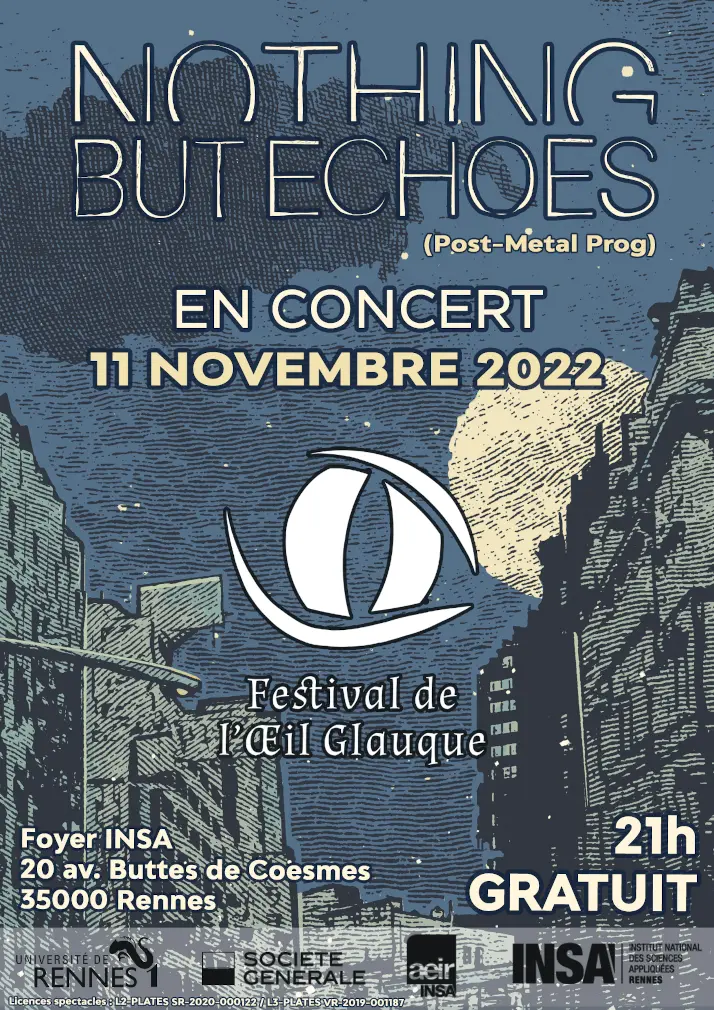 NOTHING
BUT ECHOES
(Post-Metal Prog)
EN CONCERT
11 NOVEMBRE 2022
Festival de
l'Œil Glauque
Foyer INSA
20 av. Buttes de Coesmes
35000 Rennes
21h
GRATUIT
UNIVERSITÉ DE
RENNES 1
SOCIETE
GENERALE
aeir
INSA
INSA
INSTITUT NATIONAL
DES SCIENCES
APPLIQUÉES
RENNES
Licences spectacles : L2-PLATES SR-2020-000122 / L3-PLATES VR-2019-001187